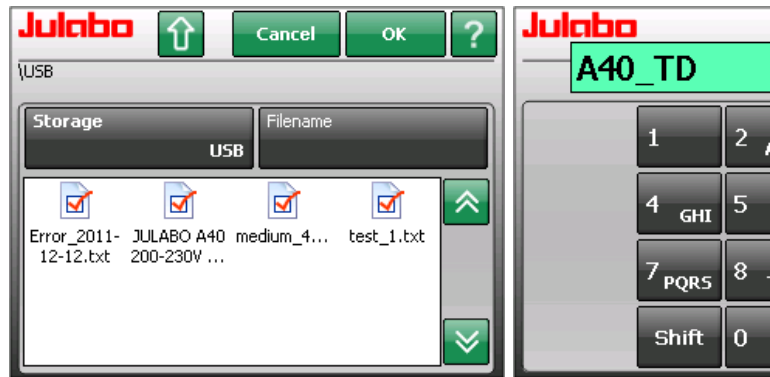 Julabo
Cancel
OK
?
\USB
Storage
USB
Filename
Error_2011-
12-12.txt
JULABO A40
200-230V ...
medium_4...
test_1.txt
Julabo
A40_TD
1
2
4 GHI
5
7 PQRS
8
Shift
0